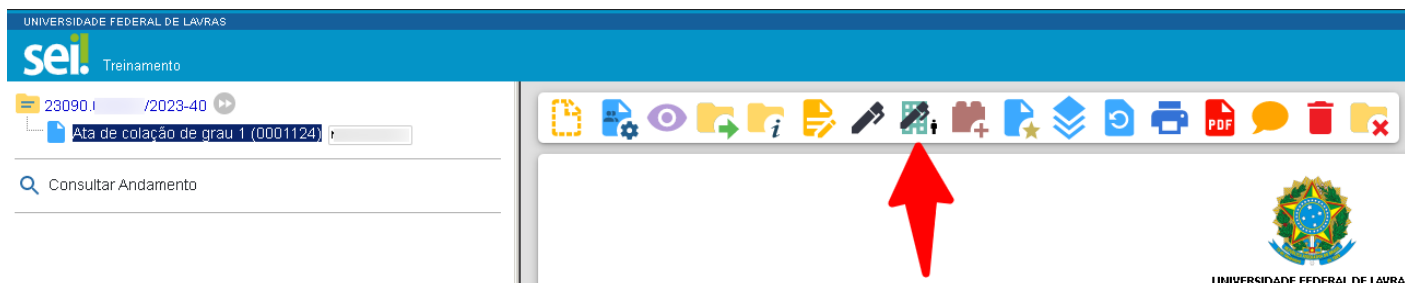 UNIVERSIDADE FEDERAL DE LAVRAS
sei!
Treinamento
23090. /2023-40
Ata de colação de grau 1 (0001124)
Consultar Andamento
i
PDF
UNIVERSIDADE FEDERAL DE LAVRA